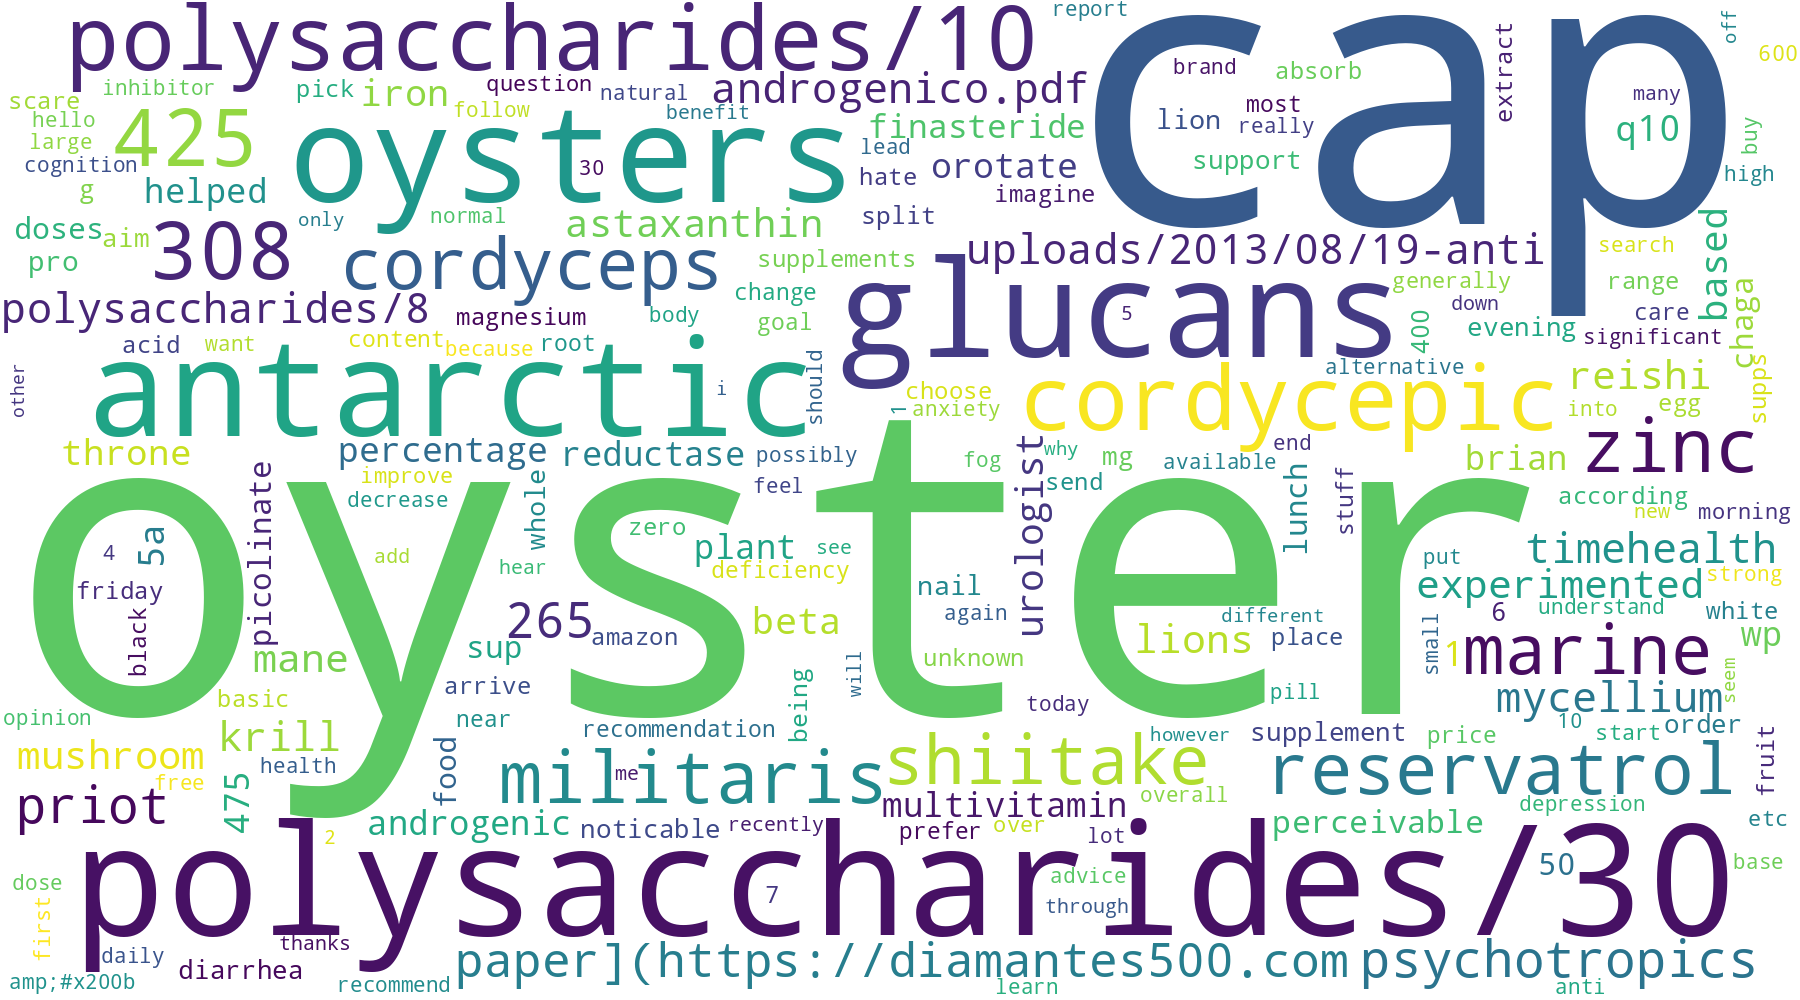 polysaccharides/10
cap
report
off
600
inhibitor
pick
iron
question
natural
androgenico.pdf
brand
absorb
extract
scare
hello
large
cognition
425
follow
benefit
oysters
30
finasteride
lead
lion
most
really
many
q10
buy
g
helped
hate
orotate
support
imagine
high
doses
aim
308
only
normal
astaxanthin
split
pro
cordyceps
supplements
uploads/2013/08/19-anti
search
based
polysaccharides/8
magnesium
body
change
goal
glucans
5
generally
down
range
care
chaga
acid
want
content
because
root
400
evening
significant
other
antarctic
i
should
choose
anxiety
1
cordycepic
alternative
reishi
into
egg
supps
throne
percentage
reductase
possibly
fog
urologist
why
mg
available
end
brian
zinc
improve
decrease
feel
send
lunch
stuff
according
new
morning
oyster
picolinate
whole
zero
5a
4
friday
black
add
hear
plant
see
deficiency
nail
again
put
timehealth
experimented
strong
understand
white
265
amazon
beta
different
place
small
6
1
marine
wp
mane
sup
unknown
lions
seem
basic
arrive
will
today
pill
mycellium
opinion
near
recommendation
being
however
supplement
price
10
start
order
mushroom
krill
free
health
food
militaris
me
shiitake
reservatrol
fruit
priot
475
multivitamin
overall
depression
etc
2
androgenic
noticable
recently
prefer
over
lot
perceivable
polysaccharides/30
7
advice
through
50
base
dose
first
daily
thanks
diarrhea
paper](https://diamantes500.com
psychotropics
amp;#x200b
recommend
learn
anti